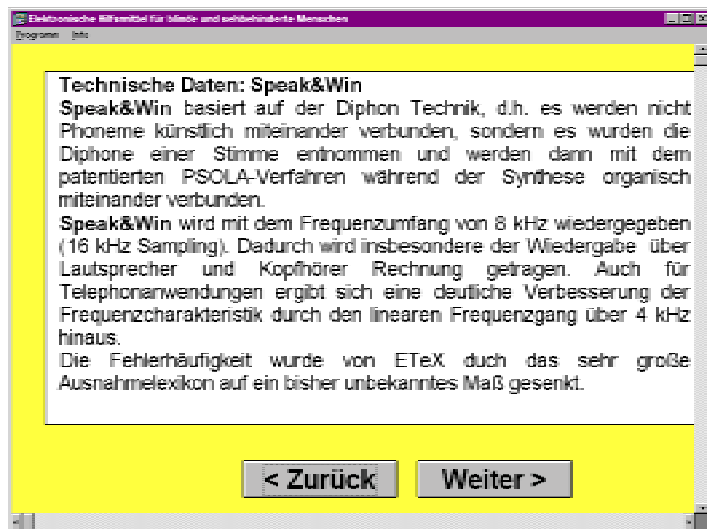 Elektronische Hilfsmittel für blinde und sehbehinderte Menschen
Programm Info
Technische Daten: Speak&Win
Speak&Win basiert auf der Diphon Technik, d.h. es werden nicht
Phoneme künstlich miteinander verbunden, sondern es wurden die
Diphone einer Stimme entnommen und werden dann mit dem
patentierten PSOLA-Verfahren während der Synthese organisch
miteinander verbunden.
Speak&Win wird mit dem Frequenzumfang von 8 kHz wiedergegeben
(16 kHz Sampling). Dadurch wird insbesondere der Wiedergabe über
Lautsprecher und Kopfhörer Rechnung getragen. Auch für
Telephonanwendungen ergibt sich eine deutliche Verbesserung der
Frequenzcharakteristik durch den linearen Frequenzgang über 4 kHz
hinaus.
Die Fehlerhäufigkeit wurde von ETeX duch das sehr große
Ausnahmelexikon auf ein bisher unbekanntes Maß gesenkt.
< Zurück Weiter >